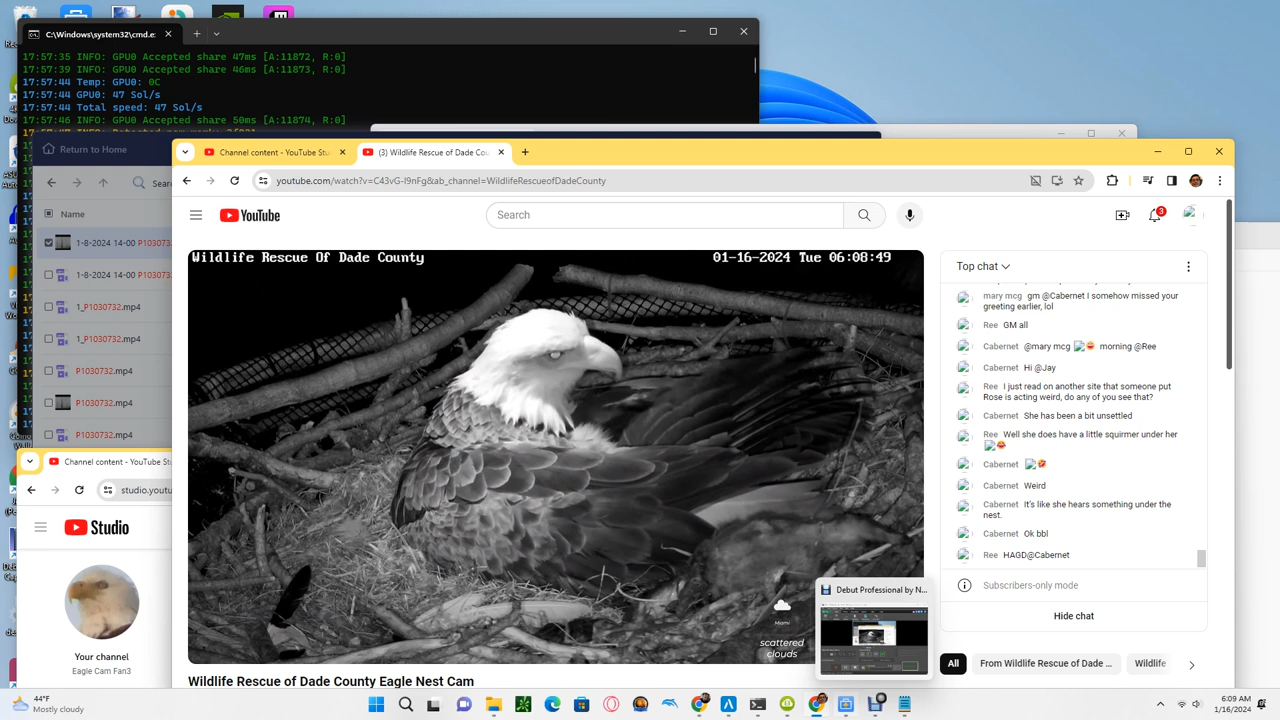 C:\Windows\system32\cmd.e:
17:57:35 INFO: GPU0 Accepted share 47ms [A:11872, R:0]
17:57:39 INFO: GPU0 Accepted share 46ms [A:11873, R:0]
17:57:44 Temp: GPU0: 0C
17:57:44 GPU0: 47 Sol/s
17:57:44 Total speed: 47 Sol/s
17:57:46 INFO: GPU0 Accepted share 50ms [A:11874, R:0]
Return to Home
Sear
Name
1-8-2024 14-00 P103073
1-8-2024 14-00 P103073
1_P1030732.mp4
1_P1030732.mp4
P1030732.mp4
P1030732.mp4
P1030732.mp4
Channel content - YouTube Stu
(3) Wildlife Rescue of Dade Cou
youtube.com/watch?v=C43vG-I9nFg&ab_channel=WildlifeRescueofDadeCounty
YouTube
Search
3
Wildlife Rescue Of Dade County
01-16-2024 Tue 06:08:49
Miami
scattered
clouds
Wildlife Rescue of Dade County Eagle Nest Cam
Top chat
mary mcg gm @Cabernet I somehow missed your
greeting earlier, lol
Ree GM all
Cabernet @mary mcg morning @Ree
Cabernet Hi @Jay
Ree I just read on another site that someone put
Rose is acting weird, do any of you see that?
Cabernet She has been a bit unsettled
Ree Well she does have a little squirmer under her
Cabernet
Cabernet Weird
Cabernet It's like she hears something under the
nest.
Cabernet Ok bbl
Ree HAGD@Cabernet
Subscribers-only mode
Hide chat
All
From Wildlife Rescue of Dade ...
Wildlife
Channel content - YouTube St
studio.youtu
Studio
Your channel
Eagle Cam Fan3
Debut Professional by N...
44°F
Mostly cloudy
6:09 AM
1/16/2024